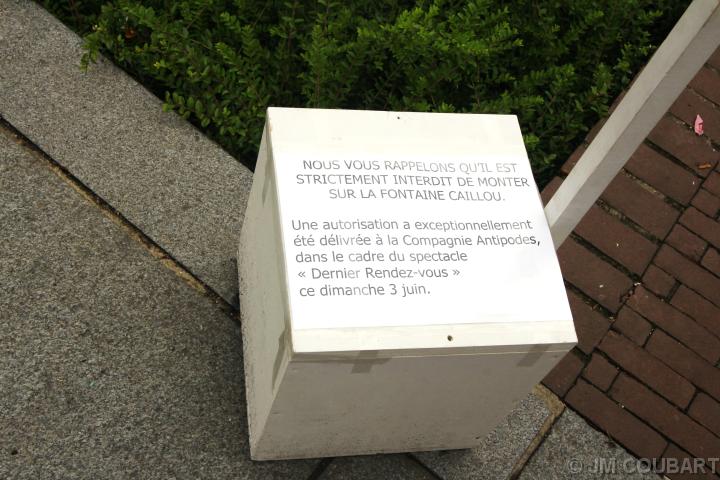 NOUS VOUS RAPPELONS QU'IL EST
STRICTEMENT INTERDIT DE MONTER
SUR LA FONTAINE CAILLOU.
Une autorisation a exceptionnellement
été délivrée à la Compagnie Antipodes,
dans le cadre du spectacle
« Dernier Rendez-vous »
ce dimanche 3 juin.
© JM COUBART